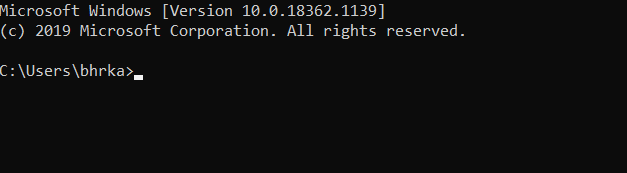 Microsoft Windows [Version 10.0.18362.1139]
(c) 2019 Microsoft Corporation. All rights reserved.
C:\Users\bhrka>